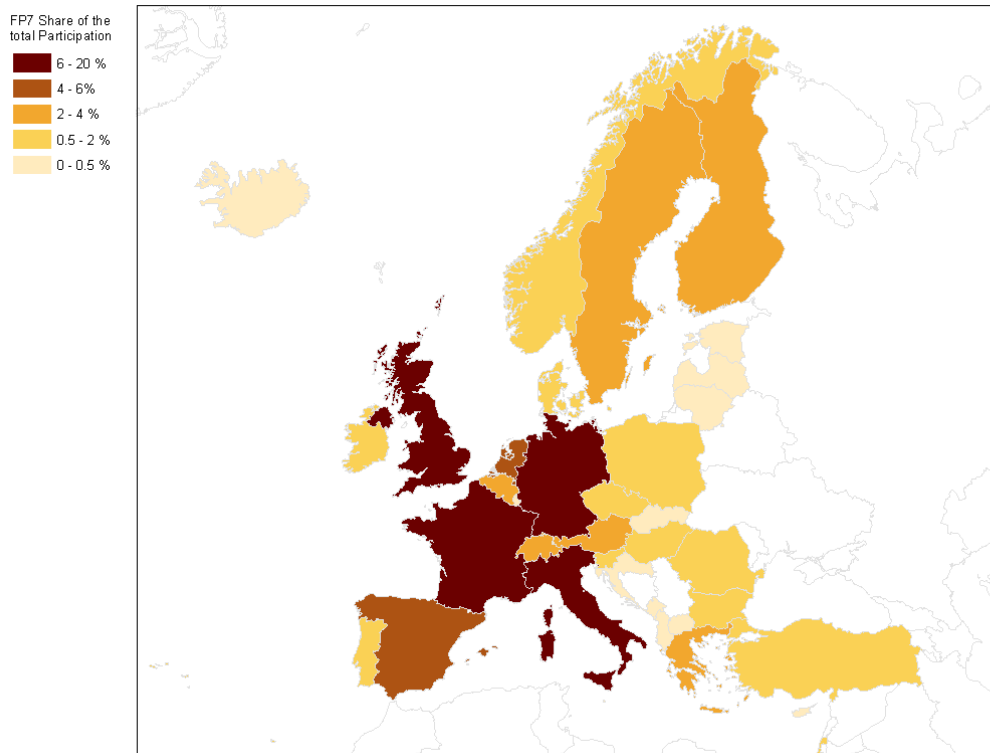 FP7 Share of the
total Participation
6 - 20 %
4 - 6%
2 - 4 %
0.5 - 2 %
0 - 0.5 %